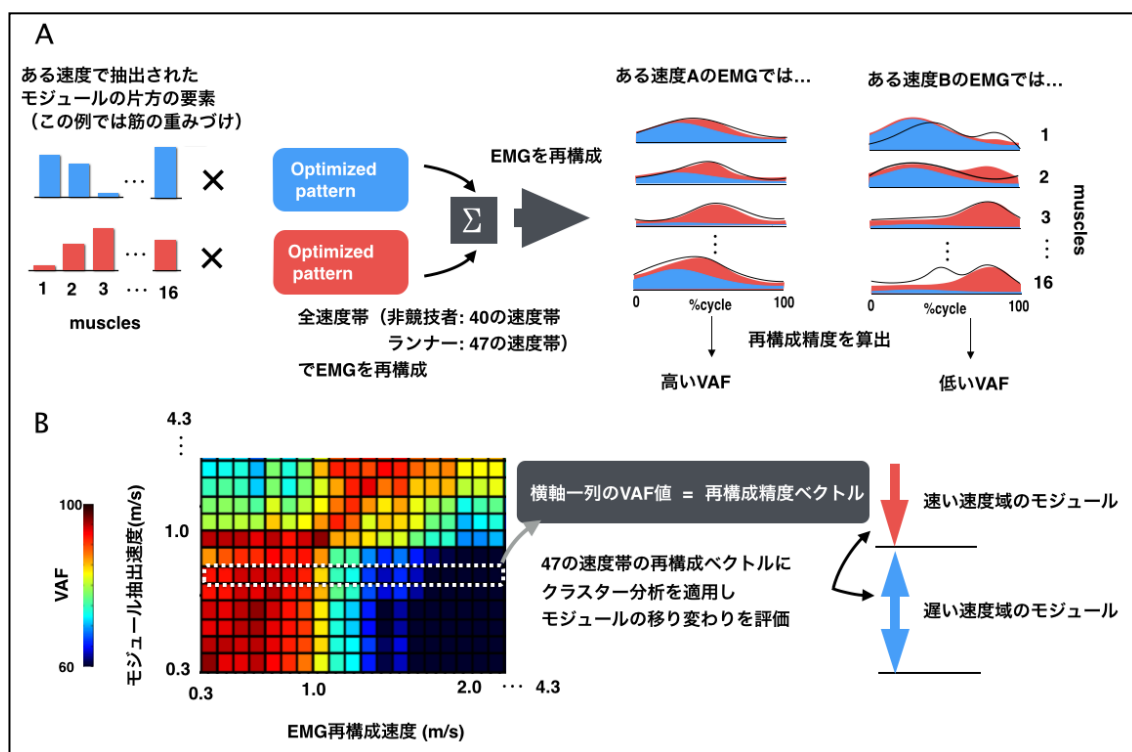 A
ある速度で抽出された
モジュールの片方の要素
（この例では筋の重みづけ）
… 
×
Optimized
pattern
…
×
Optimized
pattern
1 2 3 … 16
muscles
Σ
EMGを再構成
全速度帯（非競技者: 40の速度帯
ランナー: 47の速度帯）
でEMGを再構成
ある速度AのEMGでは…
ある速度BのEMGでは…
1
2
3
…
16
muscles
0 %cycle 100
0 %cycle 100
再構成精度を算出
高いVAF
低いVAF
B
4.3
…
1.0
0.3
モジュール抽出速度(m/s)
100
VAF
60
0.3 1.0 2.0 … 4.3
EMG再構成速度 (m/s)
横軸一列のVAF値 = 再構成精度ベクトル
47の速度帯の再構成ベクトルに
クラスター分析を適用し
モジュールの移り変わりを評価
速い速度域のモジュール
遅い速度域のモジュール